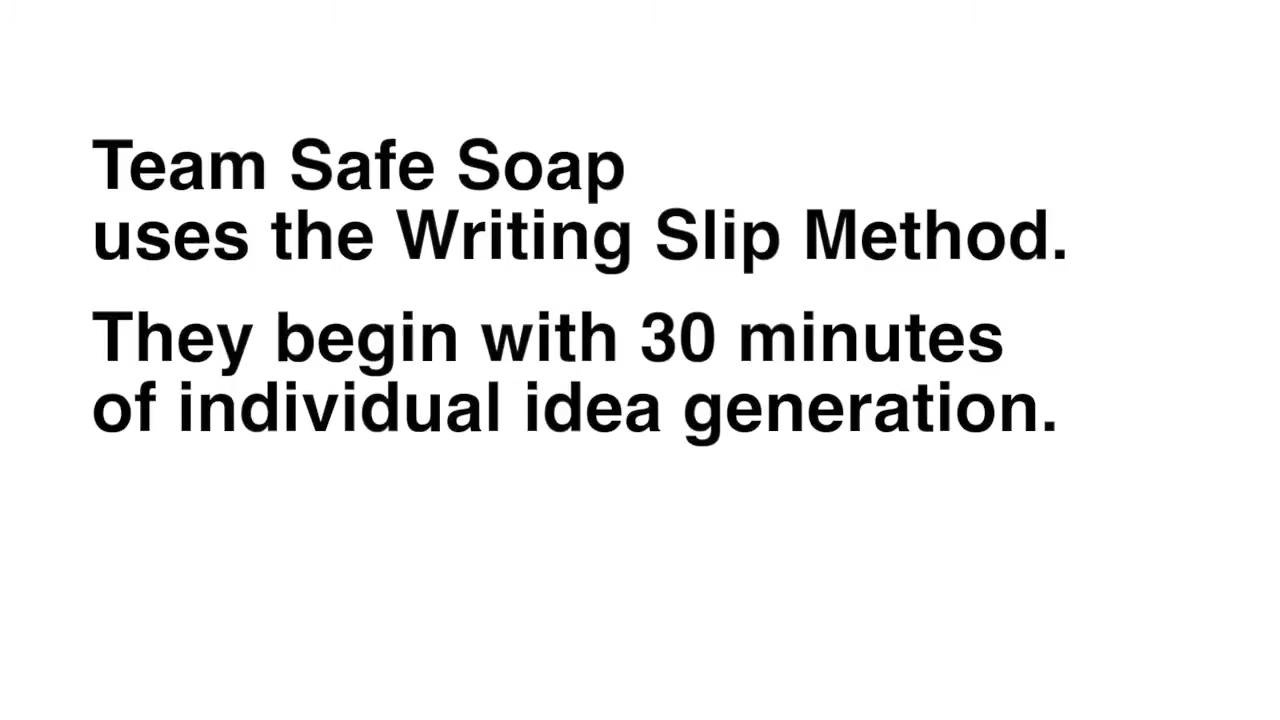 Team Safe Soap
uses the Writing Slip Method.
They begin with 30 minutes
of individual idea generation.